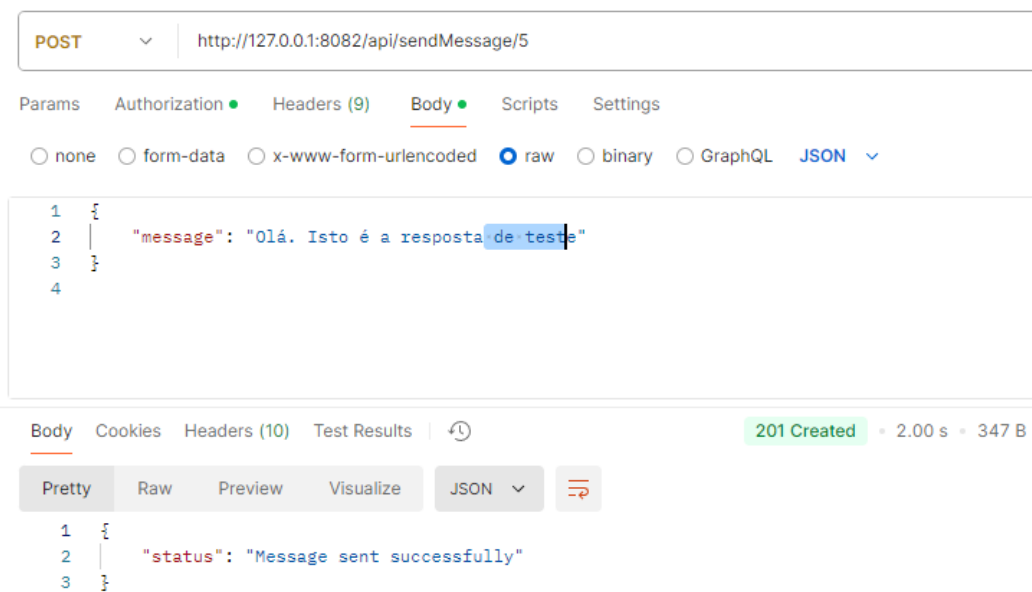 POST http://127.0.0.1:8082/api/sendMessage/5
Params Authorization Headers (9) Body Scripts Settings
none form-data x-www-form-urlencoded raw binary GraphQL JSON
1 {
2 "message": "Olá. Isto é a resposta de teste"
3 }
4
Body Cookies Headers (10) Test Results 201 Created 2.00 s 347 B
Pretty Raw Preview Visualize JSON
1 {
2 "status": "Message sent successfully"
3 }